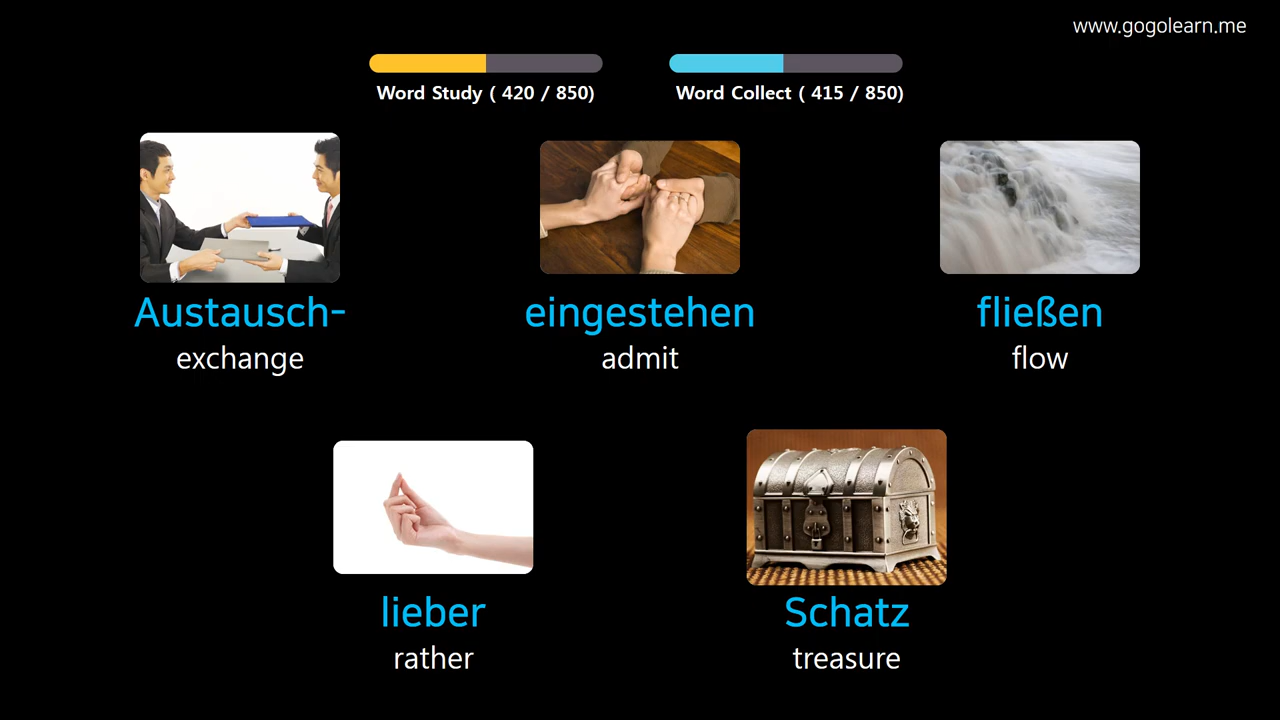 www.gogolearn.me
Word Study ( 420 / 850)
Word Collect ( 415 / 850)
Austausch-
exchange
eingestehen
admit
fließen
flow
lieber
rather
Schatz
treasure